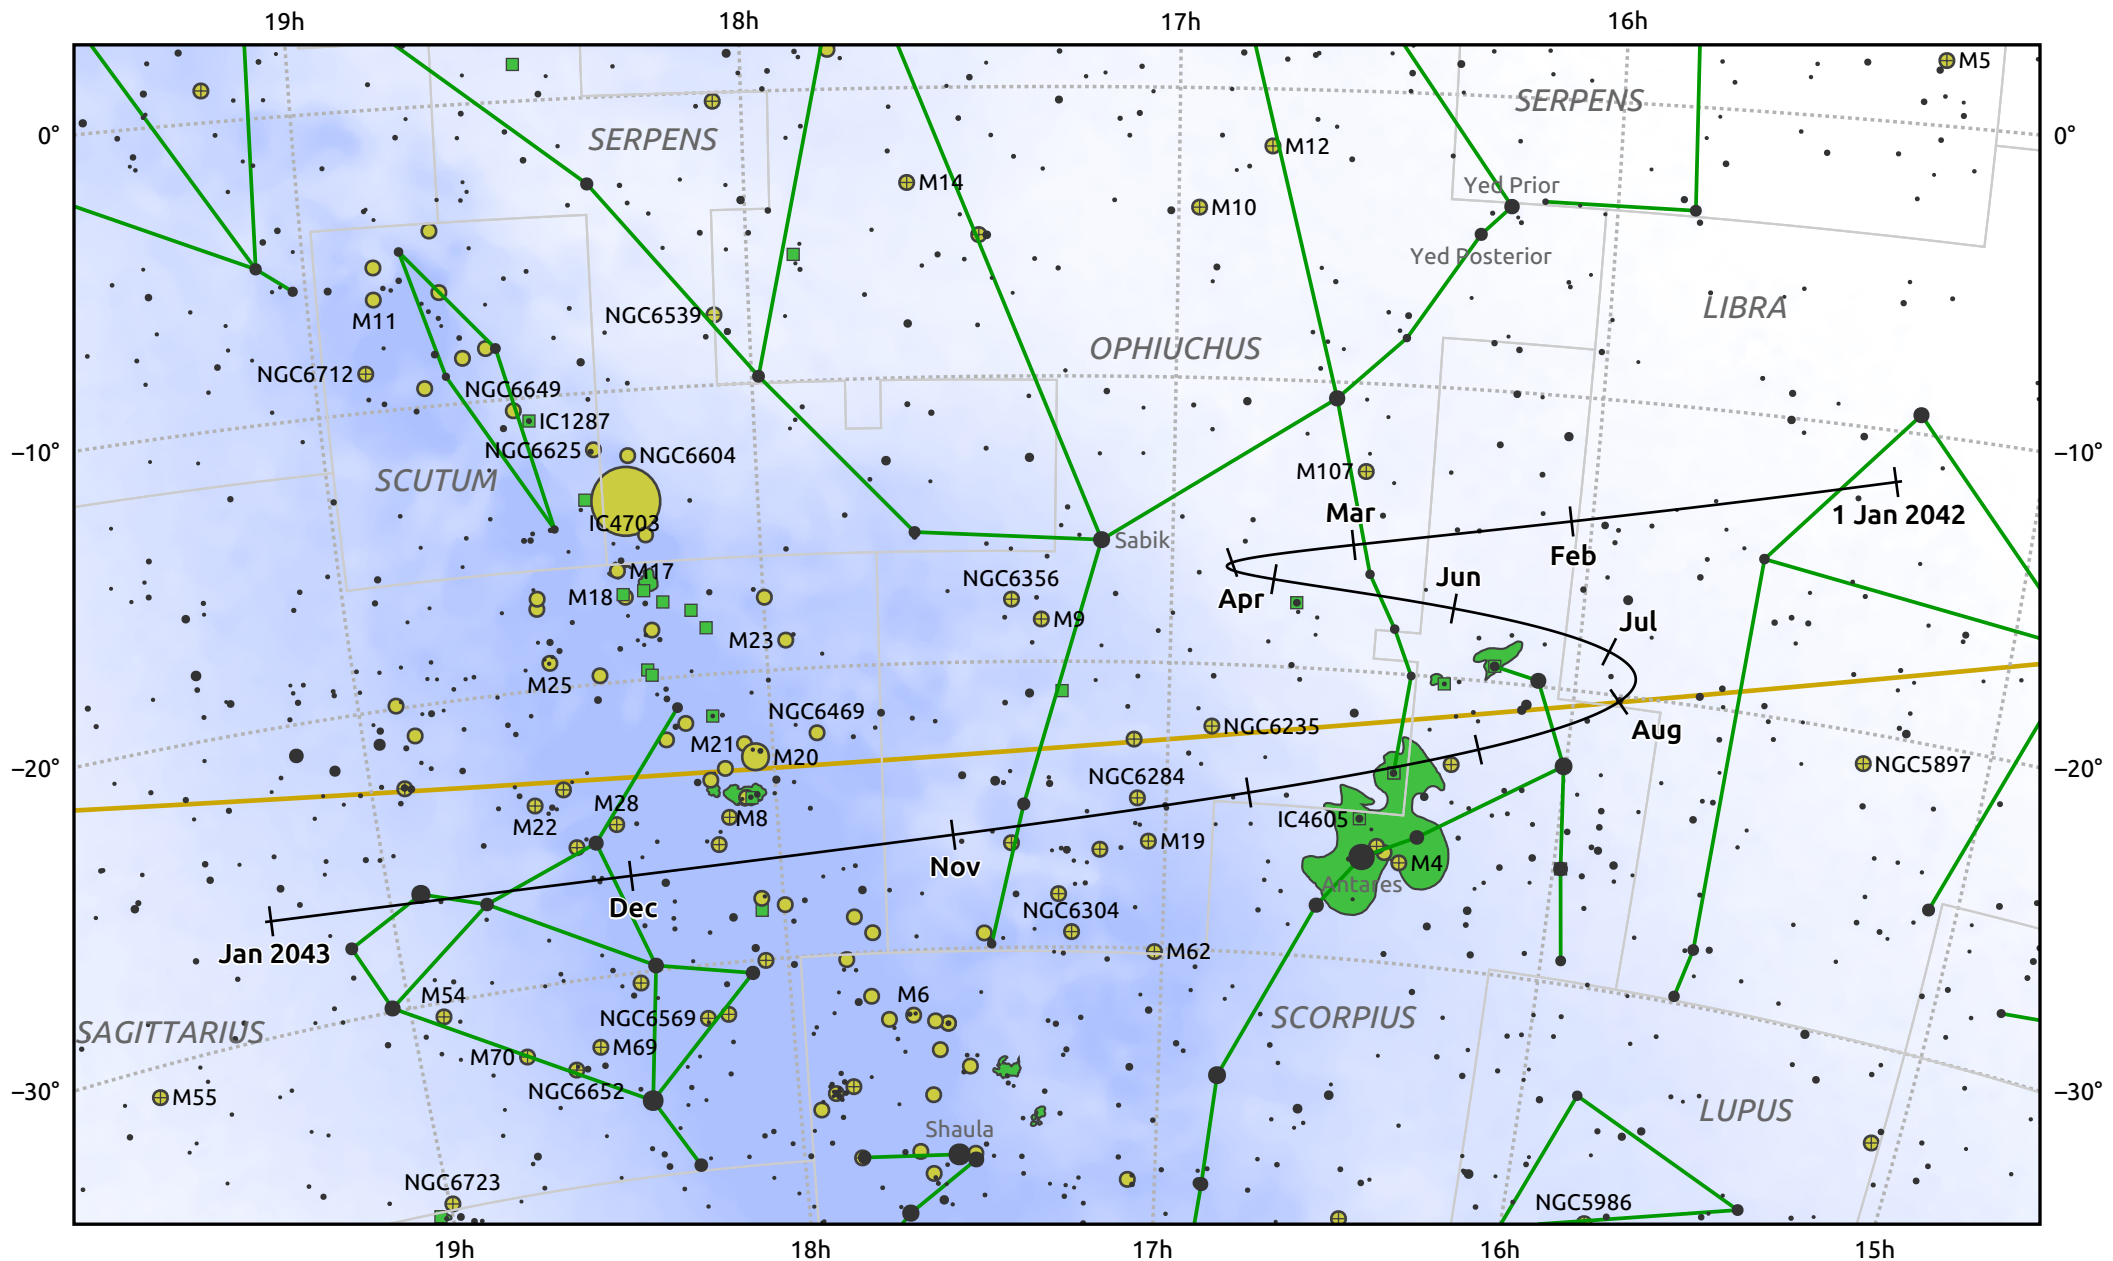 19h 18h 17h 16h
M5
SERPENS
SERPENS
0° 0°
M12
M14
Yed Prior
M10
Yed Posterior
LIBRA
NGC6539
M11
OPHIUCHUS
NGC6712
NGC6649
IC1287
NGC6625 NGC6604
−10° −10°
M107
SCUTUM
Mar
1 Jan 2042
IC4703
Sabik
Feb
M17
NGC6356
Jun
M18
Apr
M9
Jul
M23
M25
NGC6469
NGC6235
Aug
M21
M20
−20° −20°
NGC5897
NGC6284
M28
M22
M8
IC4605
M19
Nov
M4
Antares
Dec
NGC6304
Jan 2043
M62
M54
M6
NGC6569
SCORPIUS
SAGITTARIUS
M69
M70
NGC6652
−30° −30°
M55
LUPUS
Shaula
NGC6723
NGC5986
19h 18h 17h 16h 15h